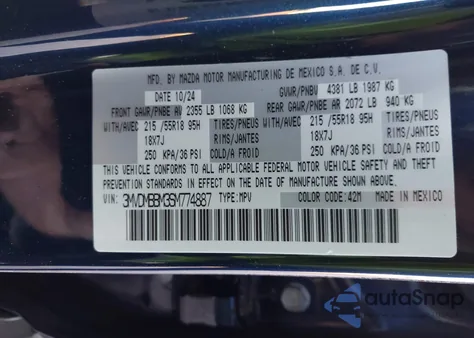 MFD. BY MAZDA MOTOR MANUFACTURING DE MEXICO S.A. DE C.V.
DATE 10/24 GVWR/PNBV 4381 LB 1987 KG
FRONT GAWR/PNBE AV 2355 LB 1068 KG REAR GAWR/PNBE AR 2072 LB 940 KG
WITH/AVEC 215 /55R18 95H TIRES/PNEUS WITH/AVEC 215 /55R18 95H TIRES/PNEUS
18X7J RIMS/JANTES 18X7J RIMS/JANTES
250 KPA/36 PSI COLD/A FROID 250 KPA/36 PSI COLD/A FROID
THIS VEHICLE CONFORMS TO ALL APPLICABLE FEDERAL MOTOR VEHICLE SAFETY AND THEFT
PREVENTION STANDARDS IN EFFECT ON THE DATE OF MANUFACTURE SHOWN ABOVE.
VIN: 3MVDMBBM3SM774887 TYPE:MPV COLOR CODE:42M MADE IN MEXICO
autoSnap